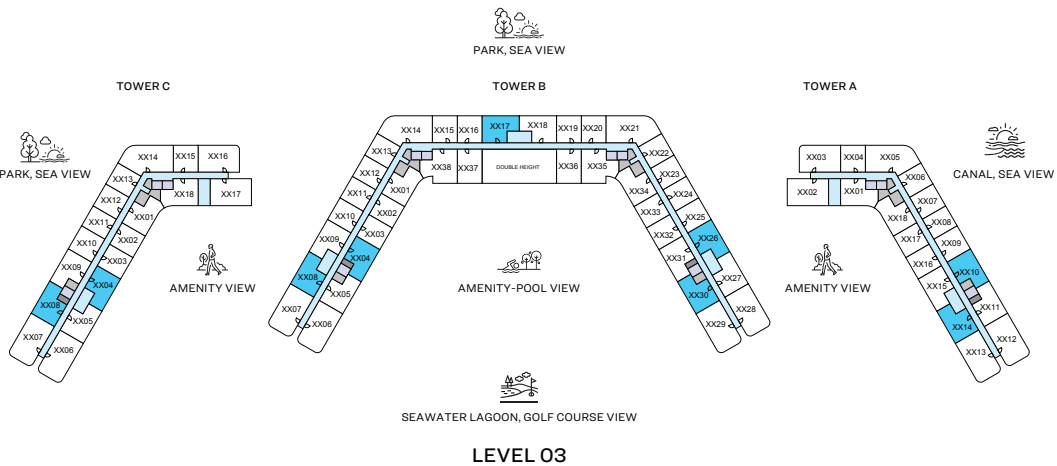 PARK, SEA VIEW
TOWER C
TOWER B
TOWER A
PARK, SEA VIEW
CANAL, SEA VIEW
XX14
XX15
XX16
XX13
XX18
XX17
XX12
XX01
XX11
XX02
XX10
XX03
XX09
XX04
XX08
XX05
XX07
XX06
XX14
XX15
XX16
XX17
XX18
XX19
XX20
XX21
XX13
XX38
XX37
DOUBLE HEIGHT
XX36
XX35
XX22
XX12
XX01
XX34
XX23
XX11
XX02
XX33
XX24
XX10
XX03
XX32
XX25
XX09
XX04
XX31
XX26
XX08
XX05
XX30
XX27
XX07
XX06
XX29
XX28
XX03
XX04
XX05
XX02
XX01
XX06
XX18
XX07
XX17
XX08
XX16
XX09
XX15
XX10
XX14
XX11
XX13
XX12
AMENITY VIEW
AMENITY-POOL VIEW
AMENITY VIEW
SEAWATER LAGOON, GOLF COURSE VIEW
LEVEL 03